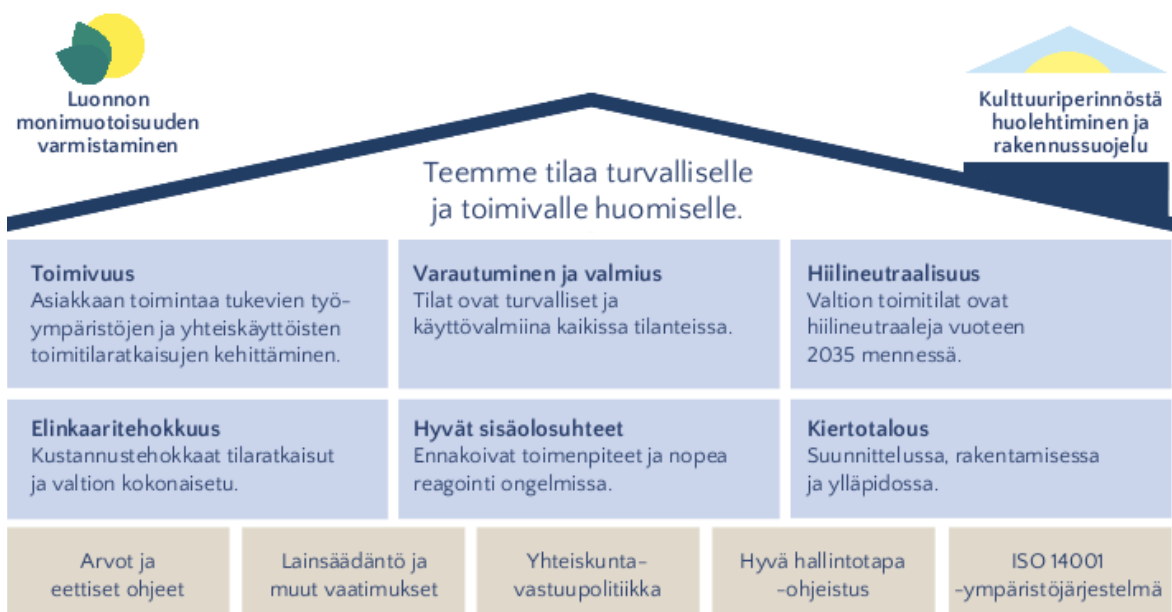 Luonnon
monimuotoisuuden
varmistaminen
Kulttuuriperinnöstä
huolehtiminen ja
rakennussuojelu
Teemme tilaa turvalliselle
ja toimivalle huomiselle.
Toimivuus
Asiakkaan toimintaa tukevien työ-
ympäristöjen ja yhteiskäyttöisten
toimitilaratkaisujen kehittäminen.
Varautuminen ja valmius
Tilat ovat turvalliset ja
käyttövalmiina kaikissa tilanteissa.
Hiilineutraalisuus
Valtion toimitilat ovat
hiilineutraaleja vuoteen
2035 mennessä.
Elinkaaritehokkuus
Kustannustehokkaat tilaratkaisut
ja valtion kokonaisetu.
Hyvät sisäolosuhteet
Ennakoivat toimenpiteet ja nopea
reagointi ongelmissa.
Kiertotalous
Suunnittelussa, rakentamisessa
ja ylläpidossa.
Arvot ja
eettiset ohjeet
Lainsäädäntö ja
muut vaatimukset
Yhteiskunta-
vastuupolitiikka
Hyvä hallintotapa
-ohjeistus
ISO 14001
-ympäristöjärjestelmä